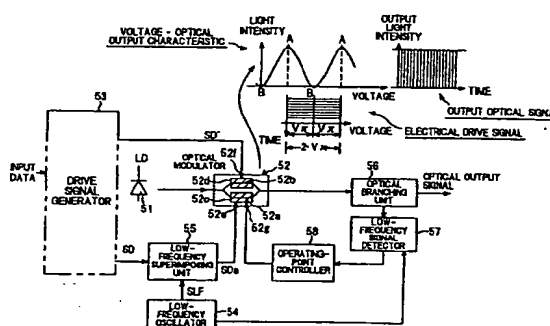 VOLTAGE - OPTICAL
OUTPUT CHARACTERISTIC
LIGHT
INTENSITY
A
A
B
B
VOLTAGE
OUTPUT
LIGHT
INTENSITY
TIME
OUTPUT OPTICAL SIGNAL
TIME
Vπ
Vπ
VOLTAGE
2·Vπ
ELECTRICAL DRIVE SIGNAL
53
INPUT
DATA
DRIVE
SIGNAL
GENERATOR
LD
51
OPTICAL
MODULATOR
52f
52
52d
52b
52c
52e
52a
52g
56
OPTICAL
BRANCHING
UNIT
OPTICAL OUTPUT
SIGNAL
SD
55
LOW-
FREQUENCY
SUPERIMPOSING
UNIT
SDs
58
OPERATING-
POINT
CONTROLLER
LOW-
FREQUENCY
SIGNAL
DETECTOR
57
SLF
54
LOW-
FREQUENCY
OSCILLATOR